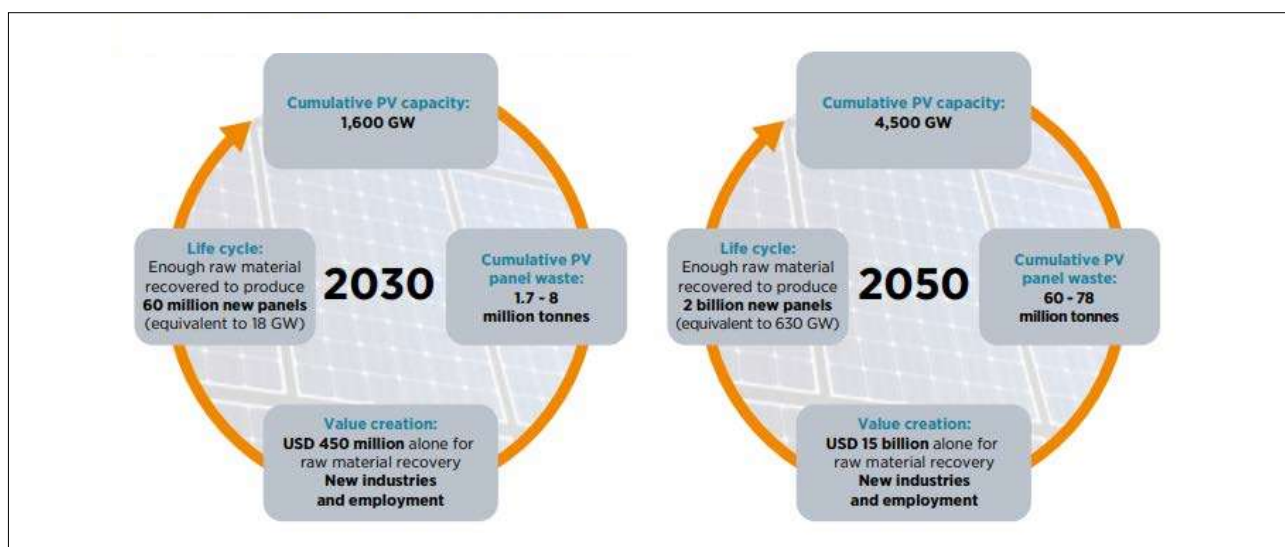 Cumulative PV capacity:
1,600 GW
Life cycle:
Enough raw material
recovered to produce
60 million new panels
(equivalent to 18 GW)
2030
Cumulative PV
panel waste:
1.7 - 8
million tonnes
Value creation:
USD 450 million alone for
raw material recovery
New industries
and employment
Cumulative PV capacity:
4,500 GW
Life cycle:
Enough raw material
recovered to produce
2 billion new panels
(equivalent to 630 GW)
2050
Cumulative PV
panel waste:
60 - 78
million tonnes
Value creation:
USD 15 billion alone for
raw material recovery
New industries
and employment